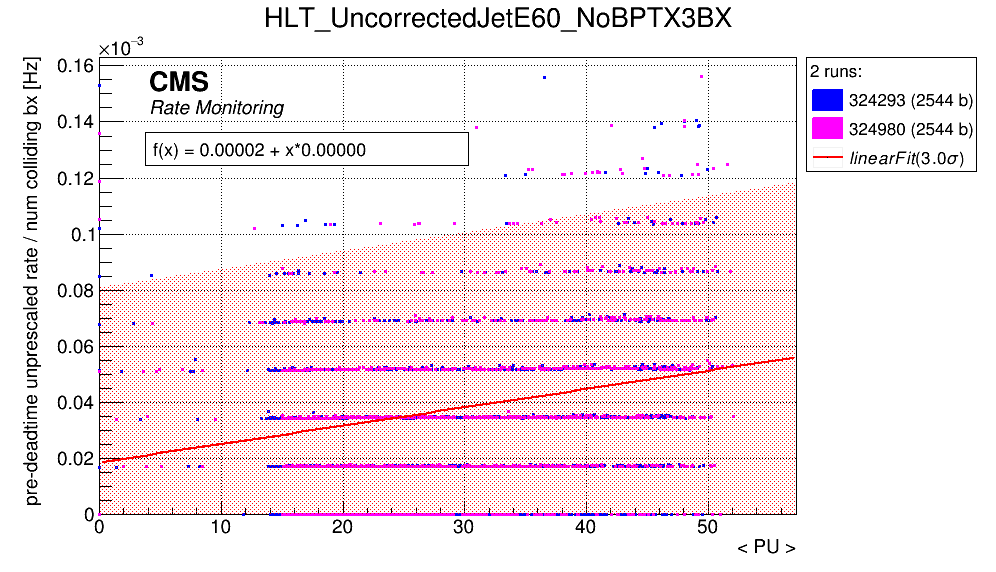 HLT_UncorrectedJetE60_NoBPTX3BX
×10⁻³
pre-deadtime unprescaled rate / num colliding bx [Hz]
0.16
0.14
0.12
0.1
0.08
0.06
0.04
0.02
0
CMS
Rate Monitoring
f(x) = 0.00002 + x*0.00000
0 10 20 30 40 50
< PU >
2 runs:
324293 (2544 b)
324980 (2544 b)
linearFit(3.0σ)